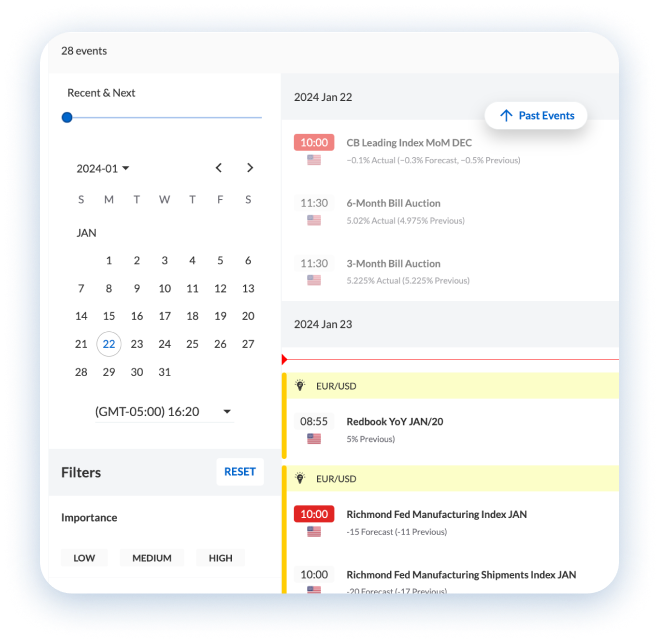 28 events
Recent & Next
2024-01
S M T W T F S
JAN
1 2 3 4 5 6
7 8 9 10 11 12 13
14 15 16 17 18 19 20
21 22 23 24 25 26 27
28 29 30 31
(GMT-05:00) 16:20
Filters
RESET
Importance
LOW MEDIUM HIGH
2024 Jan 22
Past Events
10:00 CB Leading Index MoM DEC
−0.1% Actual (−0.3% Forecast, −0.5% Previous)
11:30 6-Month Bill Auction
5.02% Actual (4.975% Previous)
11:30 3-Month Bill Auction
5.225% Actual (5.225% Previous)
2024 Jan 23
EUR/USD
08:55 Redbook YoY JAN/20
5% Previous)
EUR/USD
10:00 Richmond Fed Manufacturing Index JAN
-15 Forecast (-11 Previous)
10:00 Richmond Fed Manufacturing Shipments Index JAN
-20 Forecast (-17 Previous)